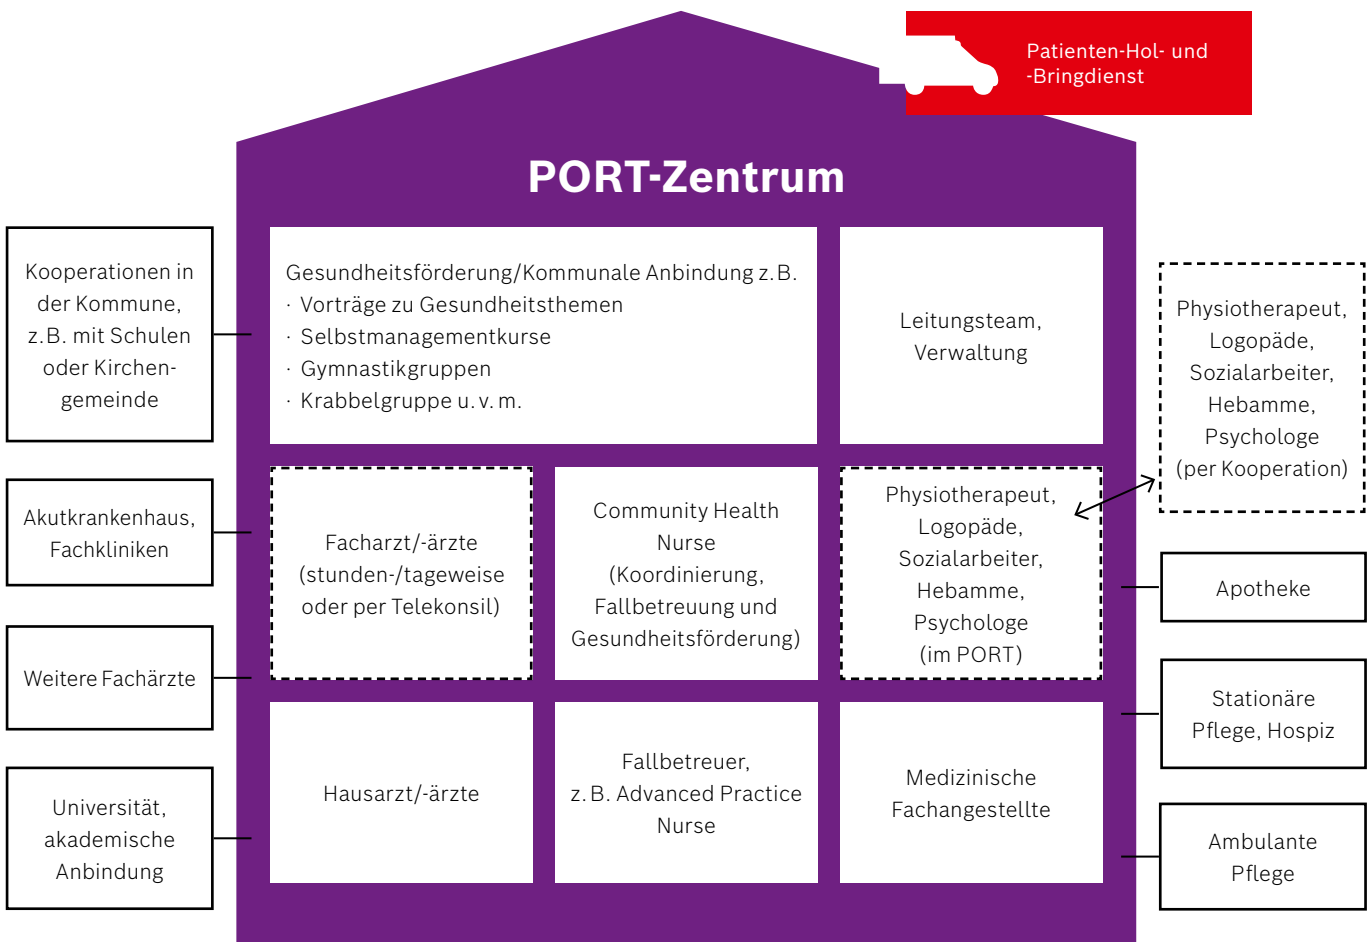 Patienten-Hol- und
-Bringdienst
PORT-Zentrum
Kooperationen in
der Kommune,
z.B. mit Schulen
oder Kirchen-
gemeinde
Akutkrankenhaus,
Fachkliniken
Weitere Fachärzte
Universität,
akademische
Anbindung
Gesundheitsförderung/Kommunale Anbindung z.B.
· Vorträge zu Gesundheitsthemen
· Selbstmanagementkurse
· Gymnastikgruppen
· Krabbelgruppe u.v.m.
Leitungsteam,
Verwaltung
Facharzt/-ärzte
(stunden-/tageweise
oder per Telekonsil)
Community Health
Nurse
(Koordinierung,
Fallbetreuung und
Gesundheitsförderung)
Physiotherapeut,
Logopäde,
Sozialarbeiter,
Hebamme,
Psychologe
(im PORT)
Hausarzt/-ärzte
Fallbetreuer,
z.B. Advanced Practice
Nurse
Medizinische
Fachangestellte
Physiotherapeut,
Logopäde,
Sozialarbeiter,
Hebamme,
Psychologe
(per Kooperation)
Apotheke
Stationäre
Pflege, Hospiz
Ambulante
Pflege